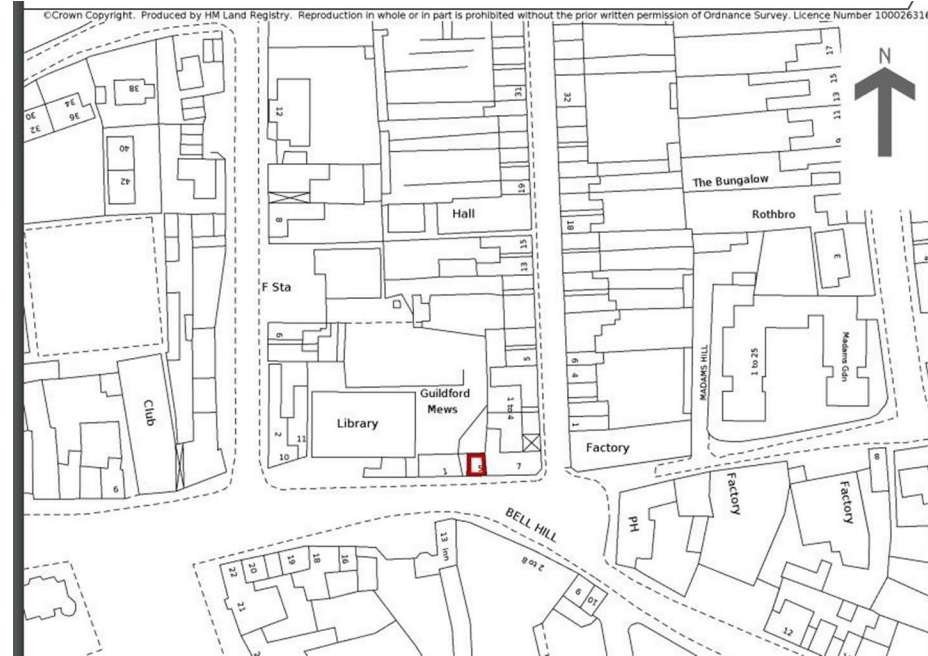 ©Crown Copyright. Produced by HM Land Registry. Reproduction in whole or in part is prohibited without the prior written permission of Ordnance Survey. Licence Number 100026316
N
17
15
13
11
9
38
34
36
30
32
40
42
12
31
32
19
The Bungalow
Hall
Rothbro
8
18
15
13
3
F Sta
6
5
6
4
1 to 25
Madams Gdn
MADAMS HILL
Club
Guildford
Mews
1 to 4
Library
2
11
10
1
Factory
1
5
7
6
8
BELL HILL
PH
Factory
Factory
13
Inn
22
20
19
18
16
21
2 to 8
9
10
12